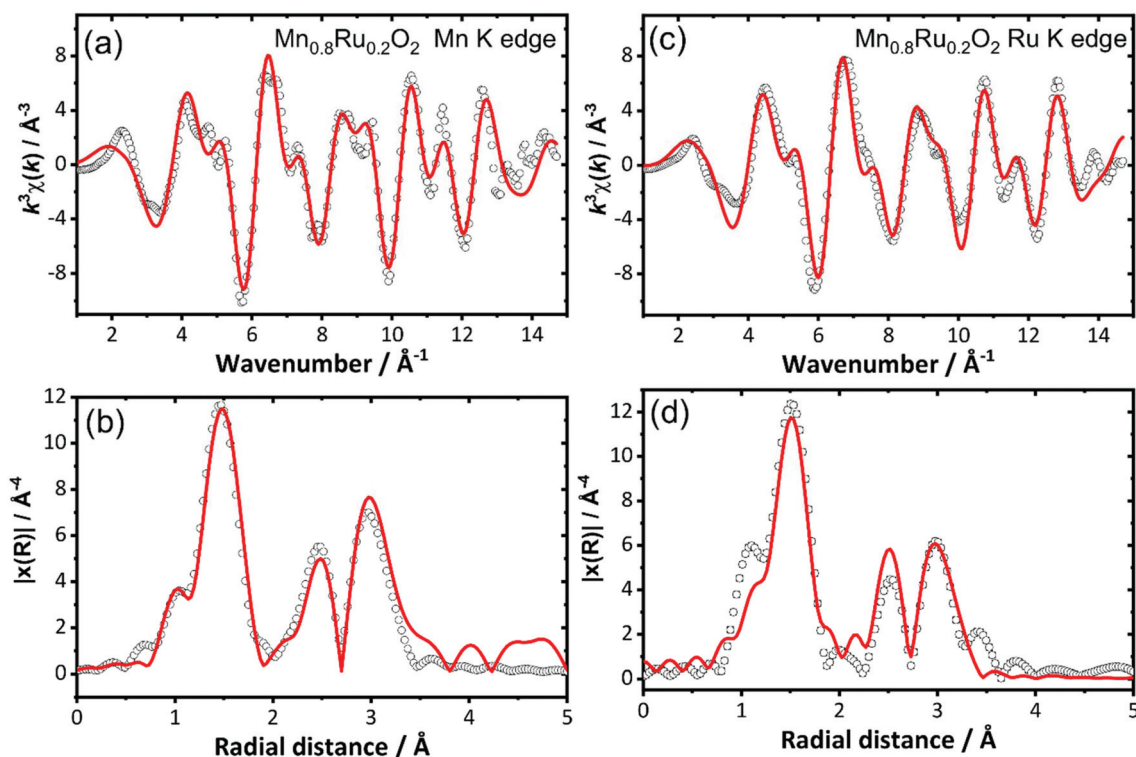 (a) Mn0.8Ru0.2O2 Mn K edge
8
4
0
-4
-8
k3χ(k) / Å-3
2 4 6 8 10 12 14
Wavenumber / Å-1
(c) Mn0.8Ru0.2O2 Ru K edge
8
4
0
-4
-8
k3χ(k) / Å-3
2 4 6 8 10 12 14
Wavenumber / Å-1
(b)
12
10
8
6
4
2
0
|x(R)| / Å-4
0 1 2 3 4 5
Radial distance / Å
(d)
12
10
8
6
4
2
0
|x(R)| / Å-4
0 1 2 3 4 5
Radial distance / Å